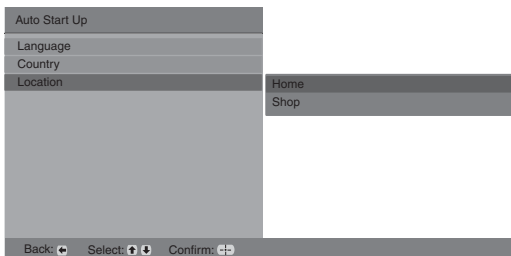 Auto Start Up
Language
Country
Location
Home
Shop
Back: Select: Confirm: